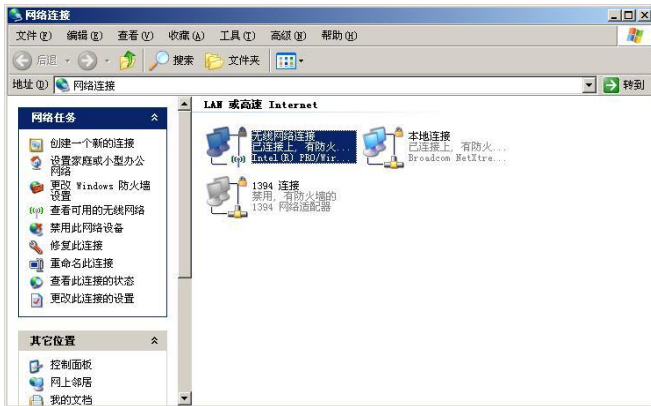 网络连接
文件(F) 编辑(E) 查看(V) 收藏(A) 工具(T) 高级(N) 帮助(H)
后退 搜索 文件夹
地址(D) 网络连接 转到
网络任务
创建一个新的连接
设置家庭或小型办公
网络
更改 Windows 防火墙
设置
查看可用的无线网络
禁用此网络设备
修复此连接
重命名此连接
查看此连接的状态
更改此连接的设置
其它位置
控制面板
网上邻居
我的文档
LAN 或高速 Internet
无线网络连接
已连接上, 有防火...
Intel(R) PRO/Wir...
本地连接
已连接上, 有防火...
Broadcom NetXtre...
1394 连接
禁用, 有防火墙的
1394 网络适配器